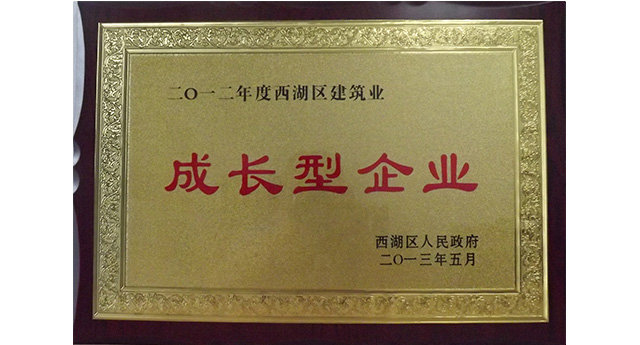 二〇一二年度西湖区建筑业
成长型企业
西湖区人民政府
二〇一三年五月